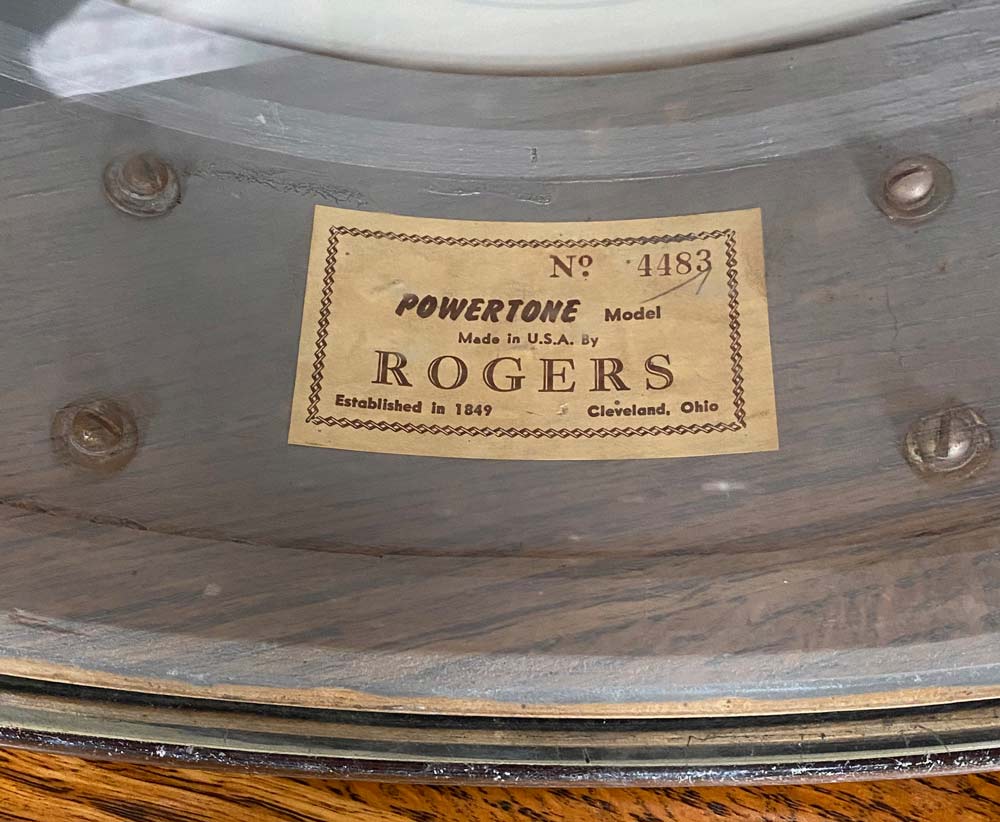 Nº 4483
POWERTONE Model
Made in U.S.A. By
ROGERS
Established in 1849 Cleveland, Ohio